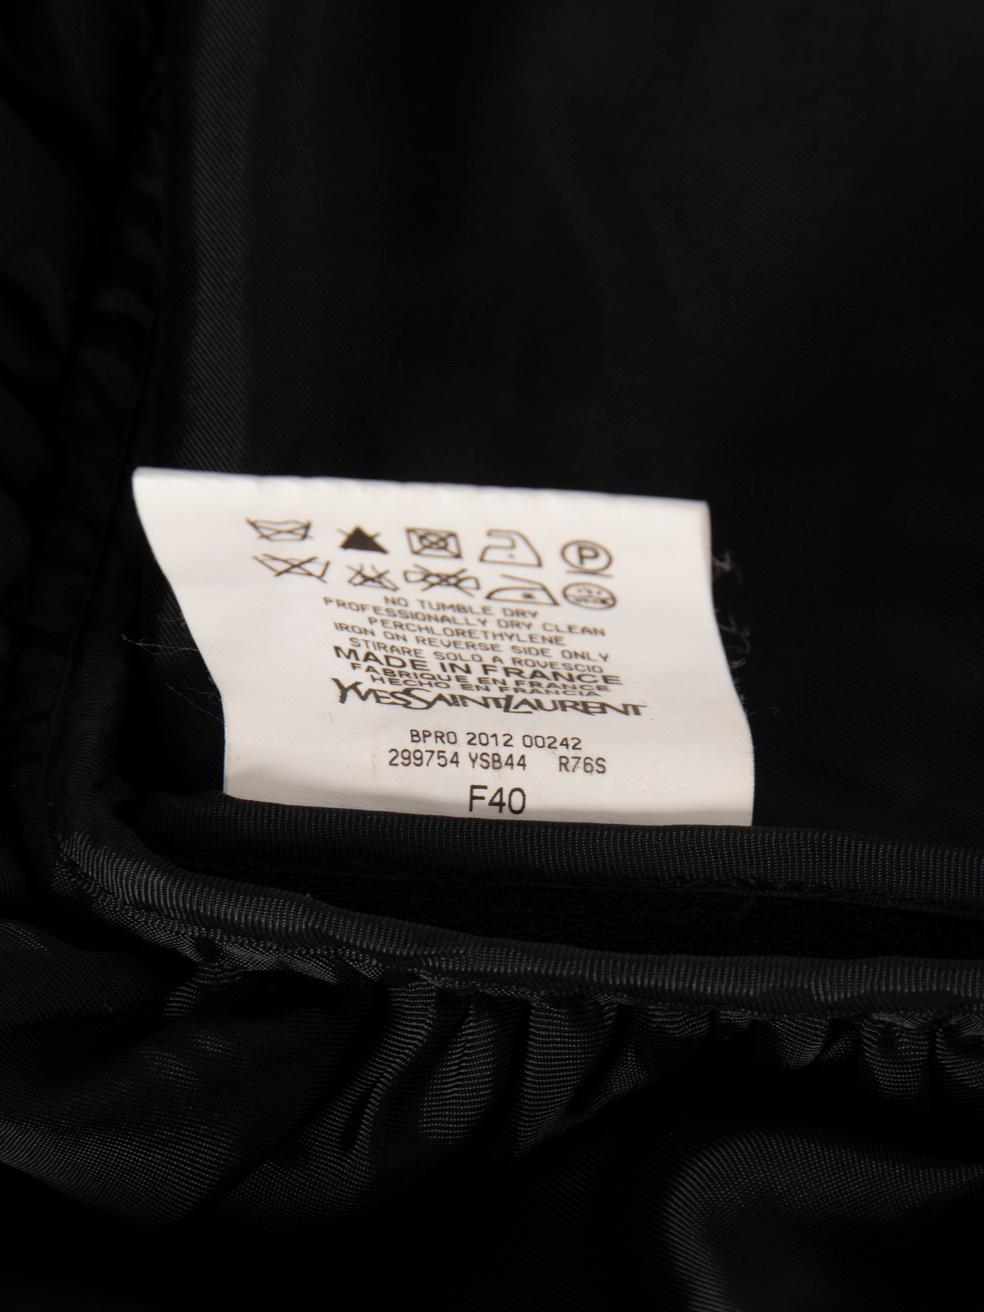 P
NO TUMBLE DRY
PROFESSIONALLY DRY CLEAN
PERCHLORETHYLENE
IRON ON REVERSE SIDE ONLY
STIRARE SOLO A ROVESCIO
MADE IN FRANCE
FABRIQUE EN FRANCE
HECHO EN FRANCIA
YVESSAINTLAURENT
BPRO 2012 00242
299754 YSB44 R76S
F40